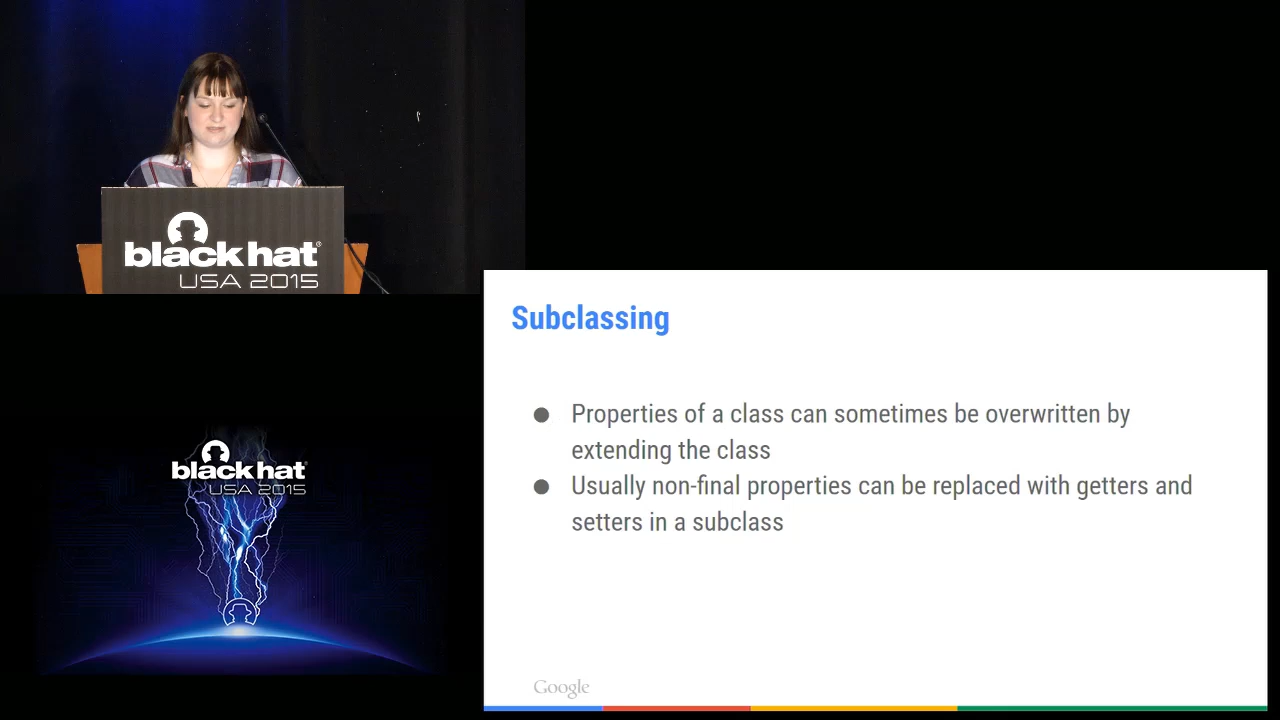 black hat
USA 2015
Subclassing
● Properties of a class can sometimes be overwritten by
extending the class
● Usually non-final properties can be replaced with getters and
setters in a subclass
black hat
USA 2015
Google